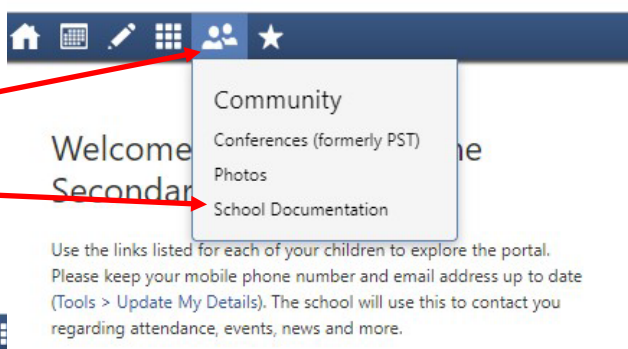 Community
Conferences (formerly PST)
Photos
School Documentation
Welcome
Secondar
Use the links listed for each of your children to explore the portal.
Please keep your mobile phone number and email address up to date
(Tools > Update My Details). The school will use this to contact you
regarding attendance, events, news and more.